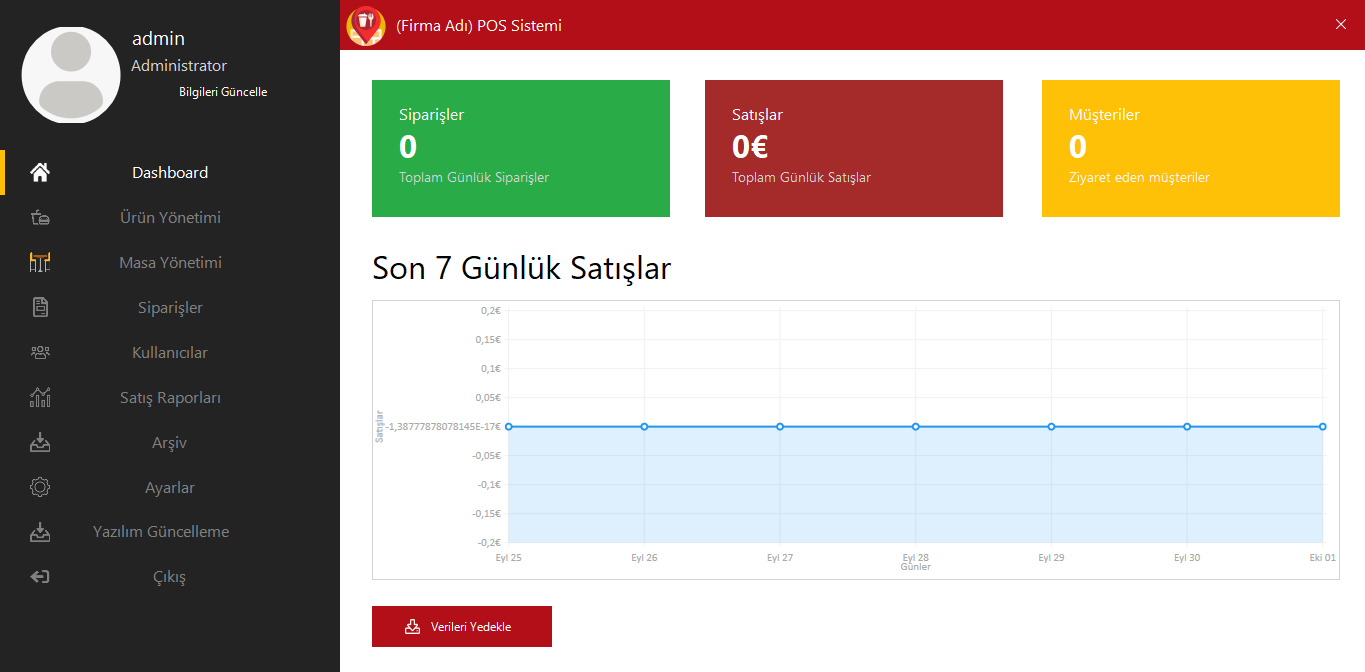 admin
Administrator
Bilgileri Güncelle
Dashboard
Ürün Yönetimi
Masa Yönetimi
Siparişler
Kullanıcılar
Satış Raporları
Arşiv
Ayarlar
Yazılım Güncelleme
Çıkış
(Firma Adı) POS Sistemi
Siparişler
0
Toplam Günlük Siparişler
Satışlar
0€
Toplam Günlük Satışlar
Müşteriler
0
Ziyaret eden müşteriler
Son 7 Günlük Satışlar
0,2€
0,15€
0,1€
0,05€
-1,38777878078145E-17€
-0,05€
-0,1€
-0,15€
-0,2€
Satışlar
Eyl 25 Eyl 26 Eyl 27 Eyl 28 Eyl 29 Eyl 30 Eki 01
Günler
Verileri Yedekle